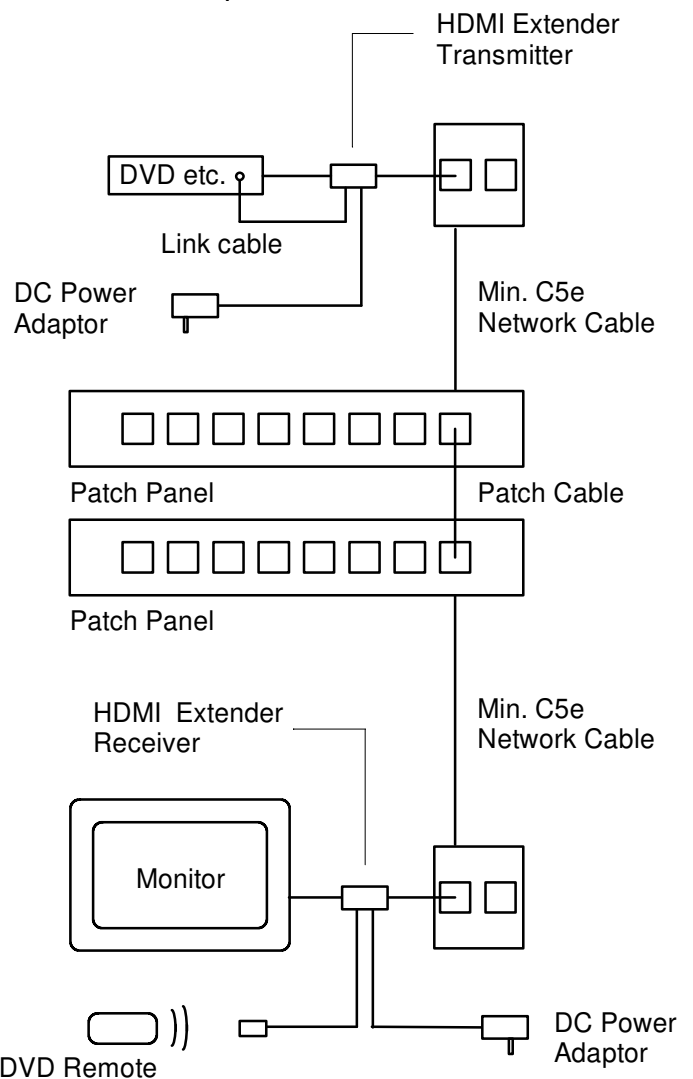 HDMI Extender
Transmitter
DVD etc.
Link cable
DC Power
Adaptor
Min. C5e
Network Cable
Patch Panel
Patch Cable
Patch Panel
HDMI Extender
Receiver
Min. C5e
Network Cable
Monitor
DVD Remote
DC Power
Adaptor